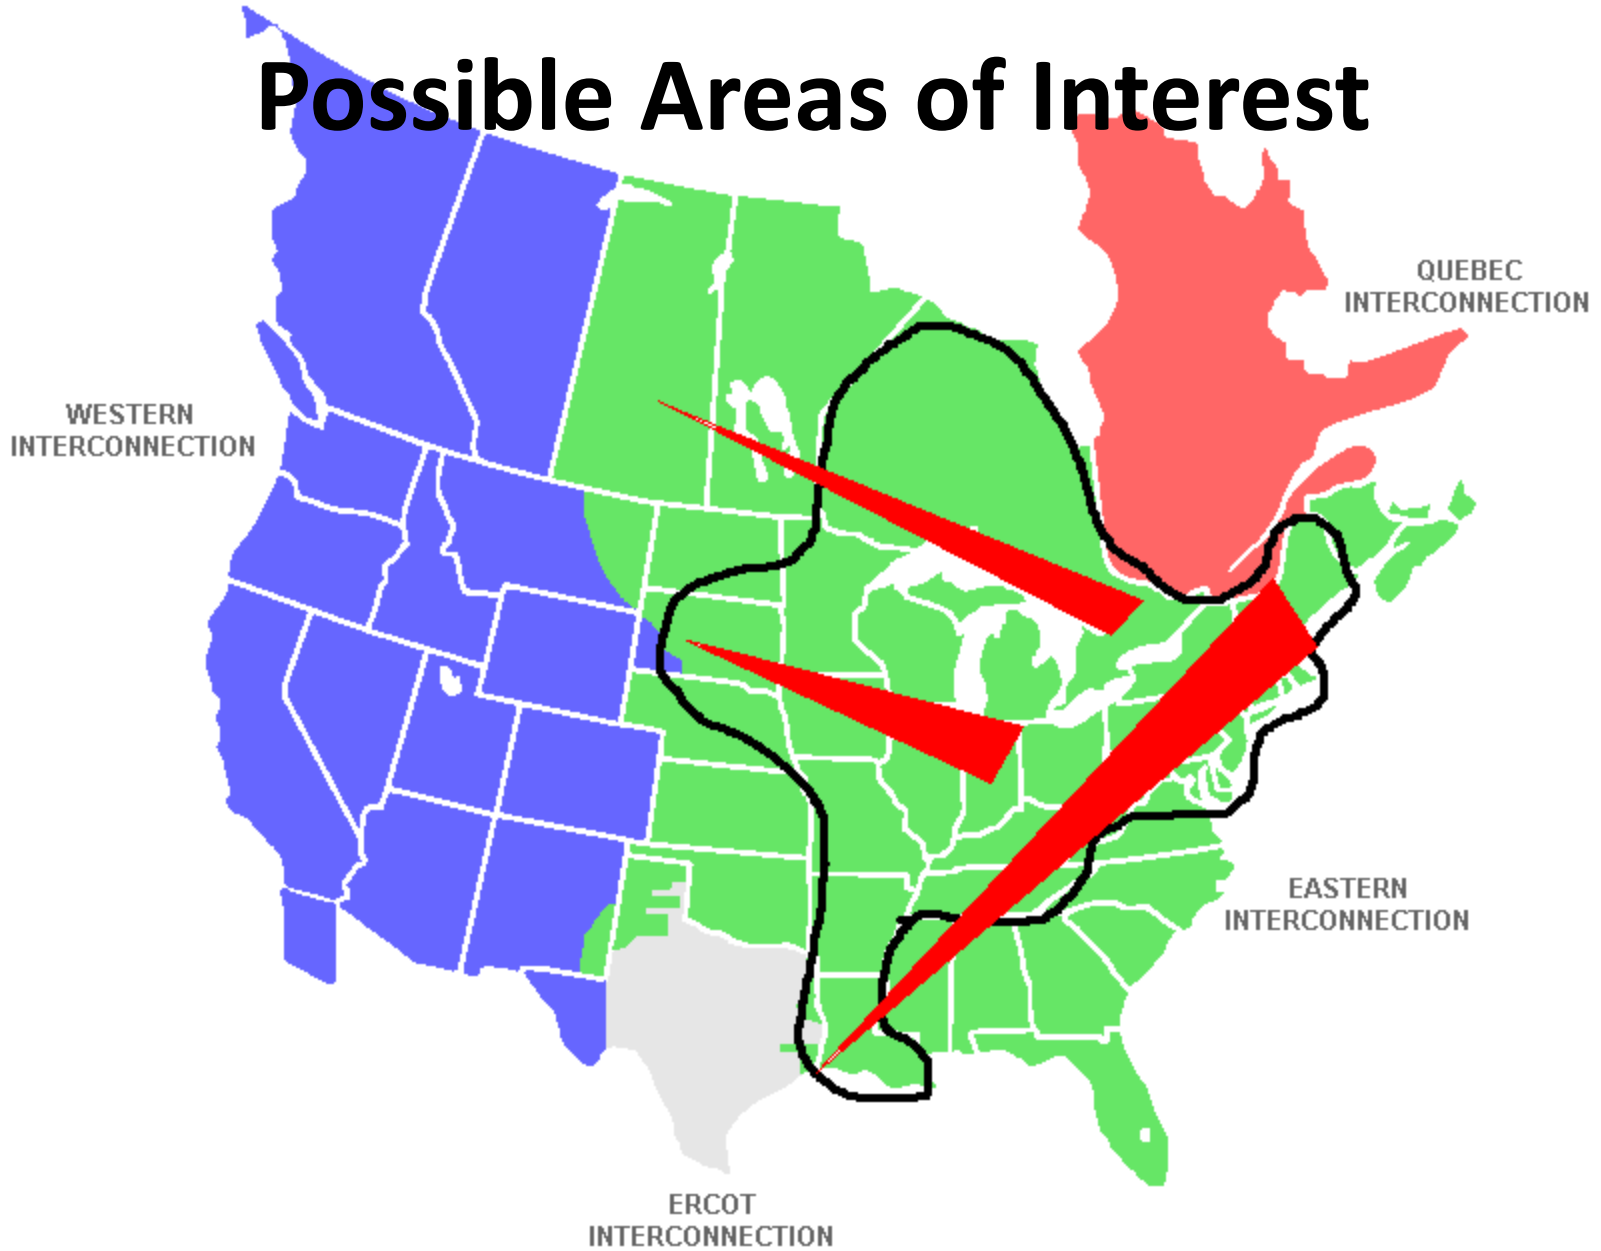 Possible Areas of Interest
QUEBEC
INTERCONNECTION
WESTERN
INTERCONNECTION
EASTERN
INTERCONNECTION
ERCOT
INTERCONNECTION